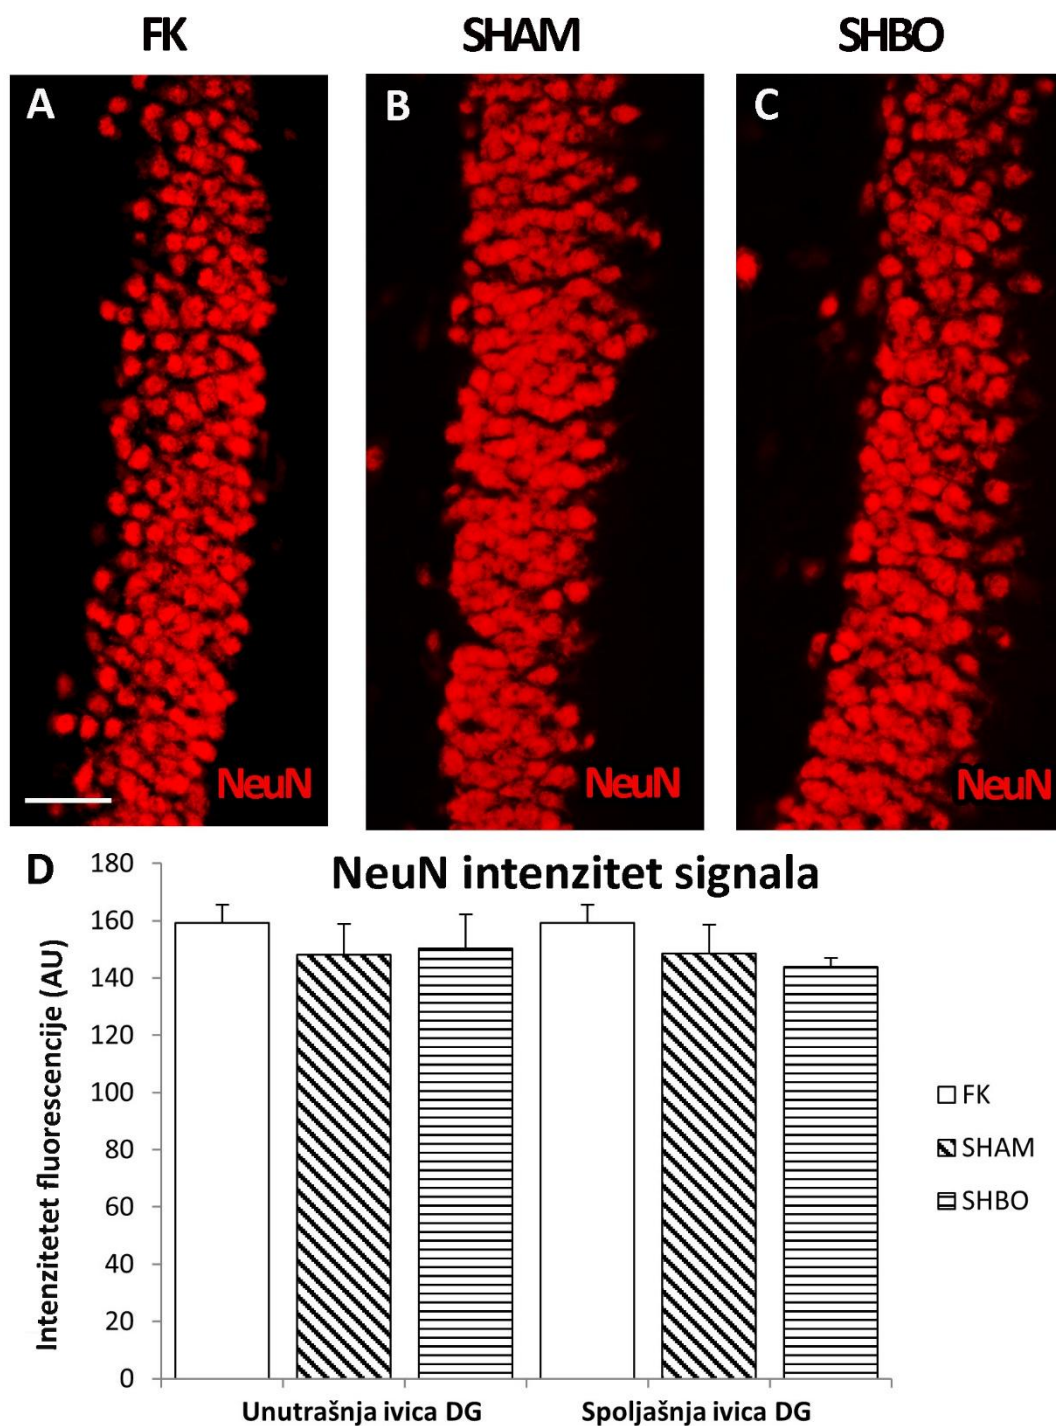 FK SHAM SHBO
A B C
NeuN NeuN NeuN
D NeuN intenzitet signala
Intenzitetet fluorescencije (AU)
180
160
140
120
100
80
60
40
20
0
FK
SHAM
SHBO
Unutrašnja ivica DG Spoljašnja ivica DG